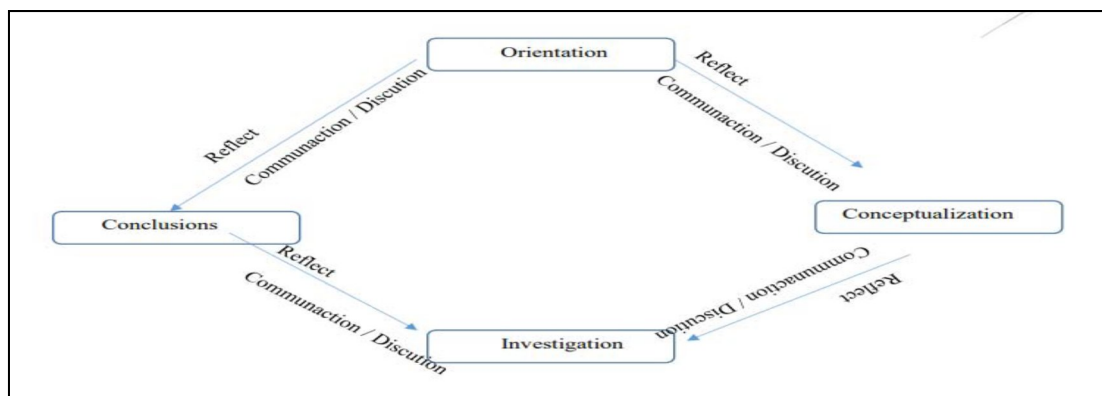 Orientation
Reflect
Communaction / Discution
Reflect
Communaction / Discution
Conclusions
Conceptualization
Reflect
Communaction / Discution
Communaction / Discution
Reflect
Investigation